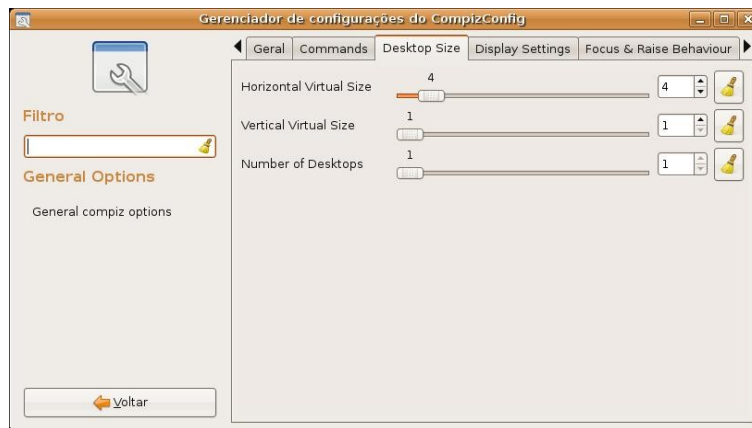 Gerenciador de configurações do CompizConfig
Geral Commands Desktop Size Display Settings Focus & Raise Behaviour
Filtro
General Options
General compiz options
Voltar
Horizontal Virtual Size 4 4
Vertical Virtual Size 1 1
Number of Desktops 1 1